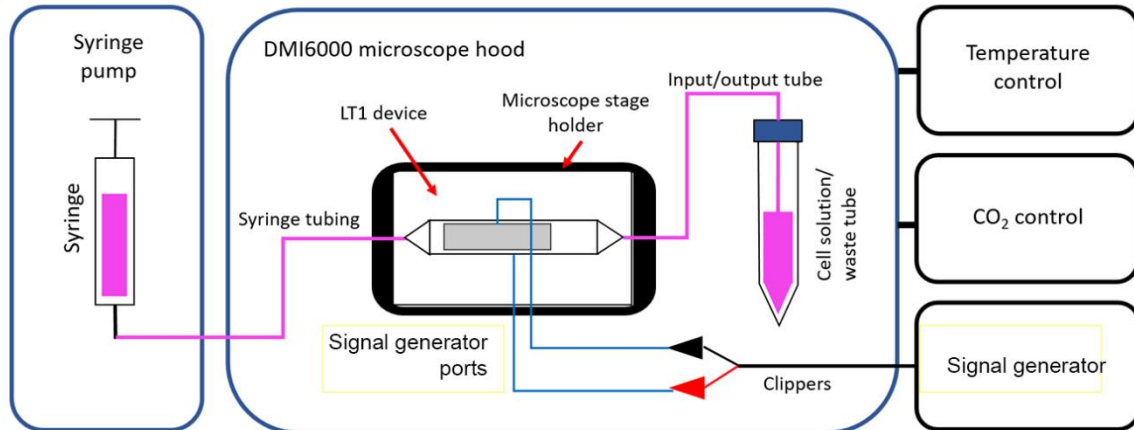 Syringe
pump
Syringe
DMI6000 microscope hood
LT1 device
Microscope stage
holder
Input/output tube
Syringe tubing
Cell solution/
waste tube
Signal generator
ports
Clippers
Temperature
control
CO₂ control
Signal generator